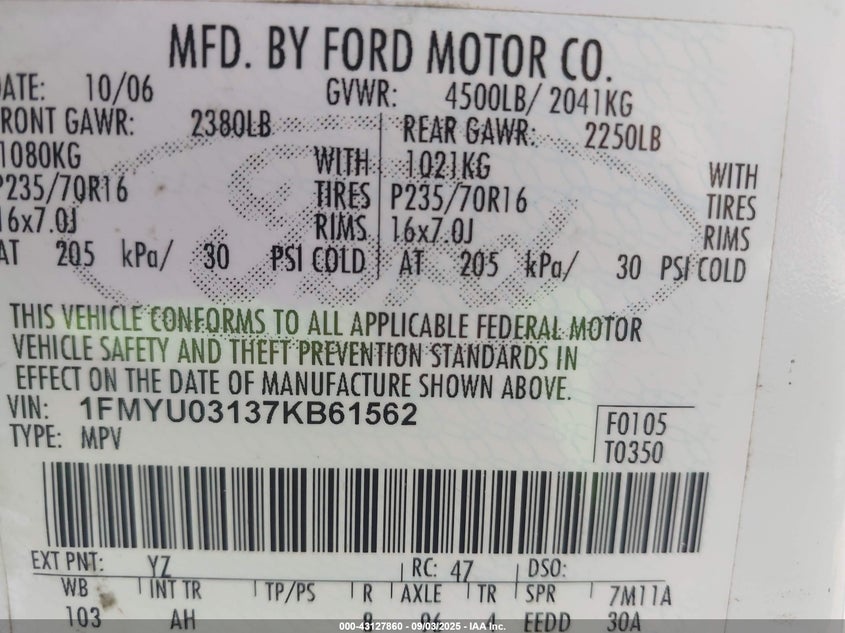 MFD. BY FORD MOTOR CO.
DATE: 10/06 GVWR: 4500LB/ 2041KG
FRONT GAWR: 2380LB REAR GAWR: 2250LB
1080KG WITH 1021KG WITH
P235/70R16 TIRES P235/70R16 TIRES
16x7.0J RIMS 16x7.0J RIMS
AT 205 kPa/ 30 PSI COLD AT 205 kPa/ 30 PSI COLD
Ford
THIS VEHICLE CONFORMS TO ALL APPLICABLE FEDERAL MOTOR
VEHICLE SAFETY AND THEFT PREVENTION STANDARDS IN
EFFECT ON THE DATE OF MANUFACTURE SHOWN ABOVE.
VIN: 1FMYU03137KB61562
TYPE: MPV
F0105
T0350
EXT PNT: YZ RC: 47 DSO:
WB INT TR TP/PS R AXLE TR SPR 7M11A
103 AH EEDD 30A
000-43127860 - 09/03/2025 - IAA Inc.